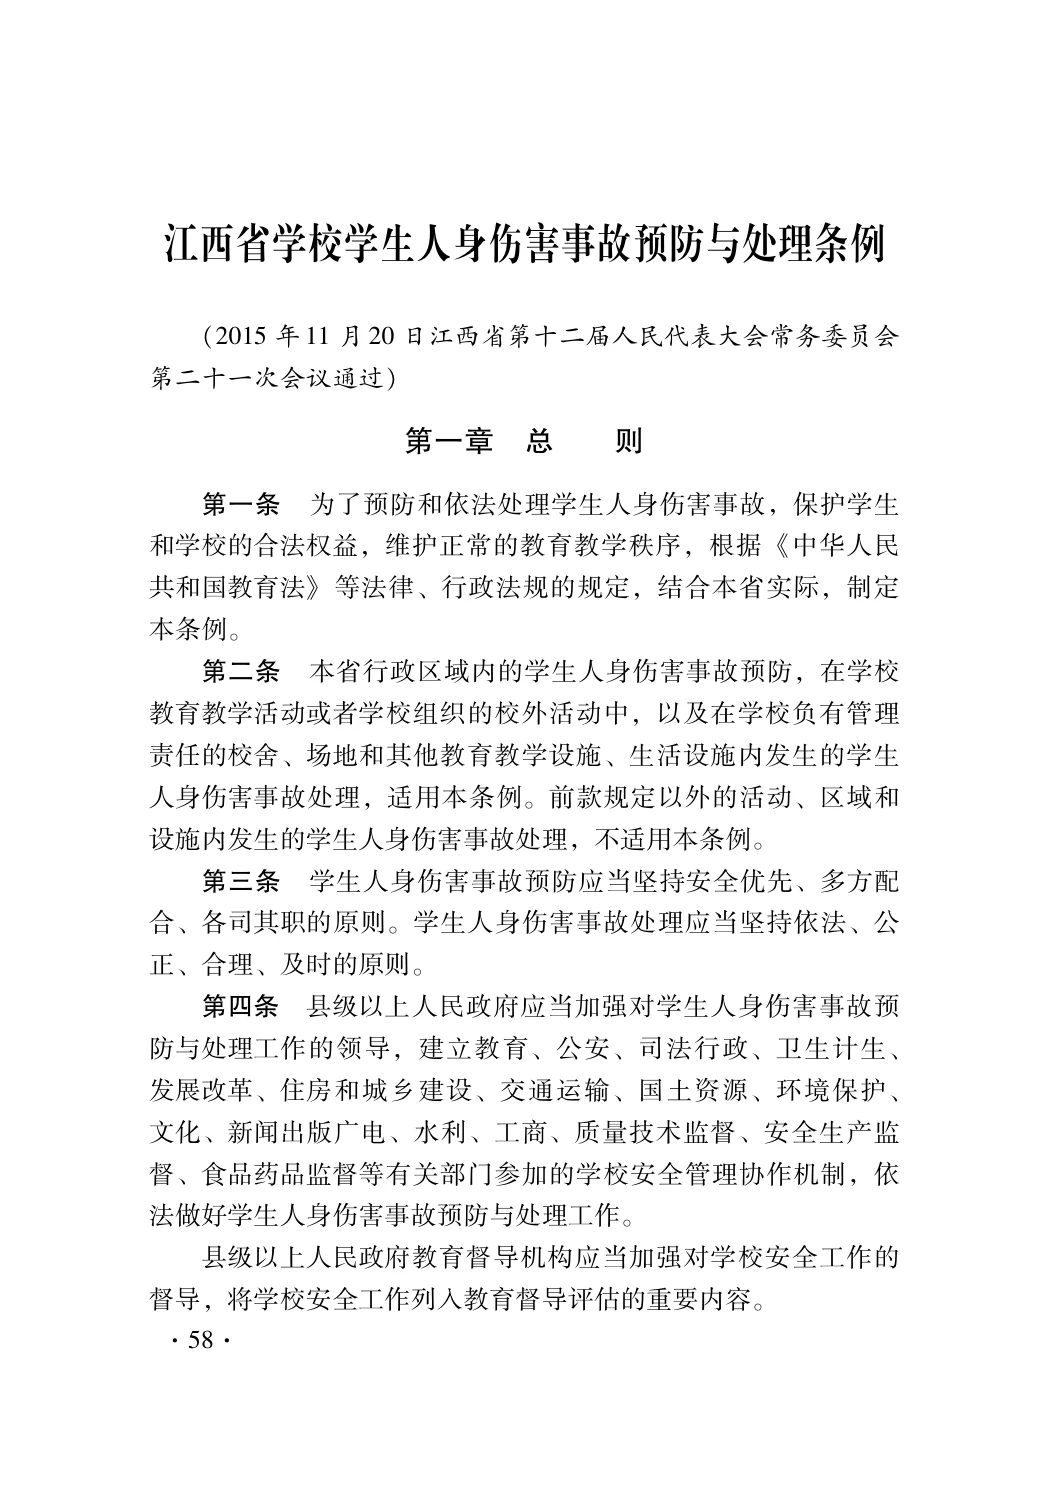 江西省学校学生人身伤害事故预防与处理条例
（2015 年 11 月 20 日江西省第十二届人民代表大会常务委员会
第二十一次会议通过）
第一章　总　　则
第一条　为了预防和依法处理学生人身伤害事故，保护学生
和学校的合法权益，维护正常的教育教学秩序，根据《中华人民
共和国教育法》等法律、行政法规的规定，结合本省实际，制定
本条例。
第二条　本省行政区域内的学生人身伤害事故预防，在学校
教育教学活动或者学校组织的校外活动中，以及在学校负有管理
责任的校舍、场地和其他教育教学设施、生活设施内发生的学生
人身伤害事故处理，适用本条例。前款规定以外的活动、区域和
设施内发生的学生人身伤害事故处理，不适用本条例。
第三条　学生人身伤害事故预防应当坚持安全优先、多方配
合、各司其职的原则。学生人身伤害事故处理应当坚持依法、公
正、合理、及时的原则。
第四条　县级以上人民政府应当加强对学生人身伤害事故预
防与处理工作的领导，建立教育、公安、司法行政、卫生计生、
发展改革、住房和城乡建设、交通运输、国土资源、环境保护、
文化、新闻出版广电、水利、工商、质量技术监督、安全生产监
督、食品药品监督等有关部门参加的学校安全管理协作机制，依
法做好学生人身伤害事故预防与处理工作。
县级以上人民政府教育督导机构应当加强对学校安全工作的
督导，将学校安全工作列入教育督导评估的重要内容。
· 58 ·